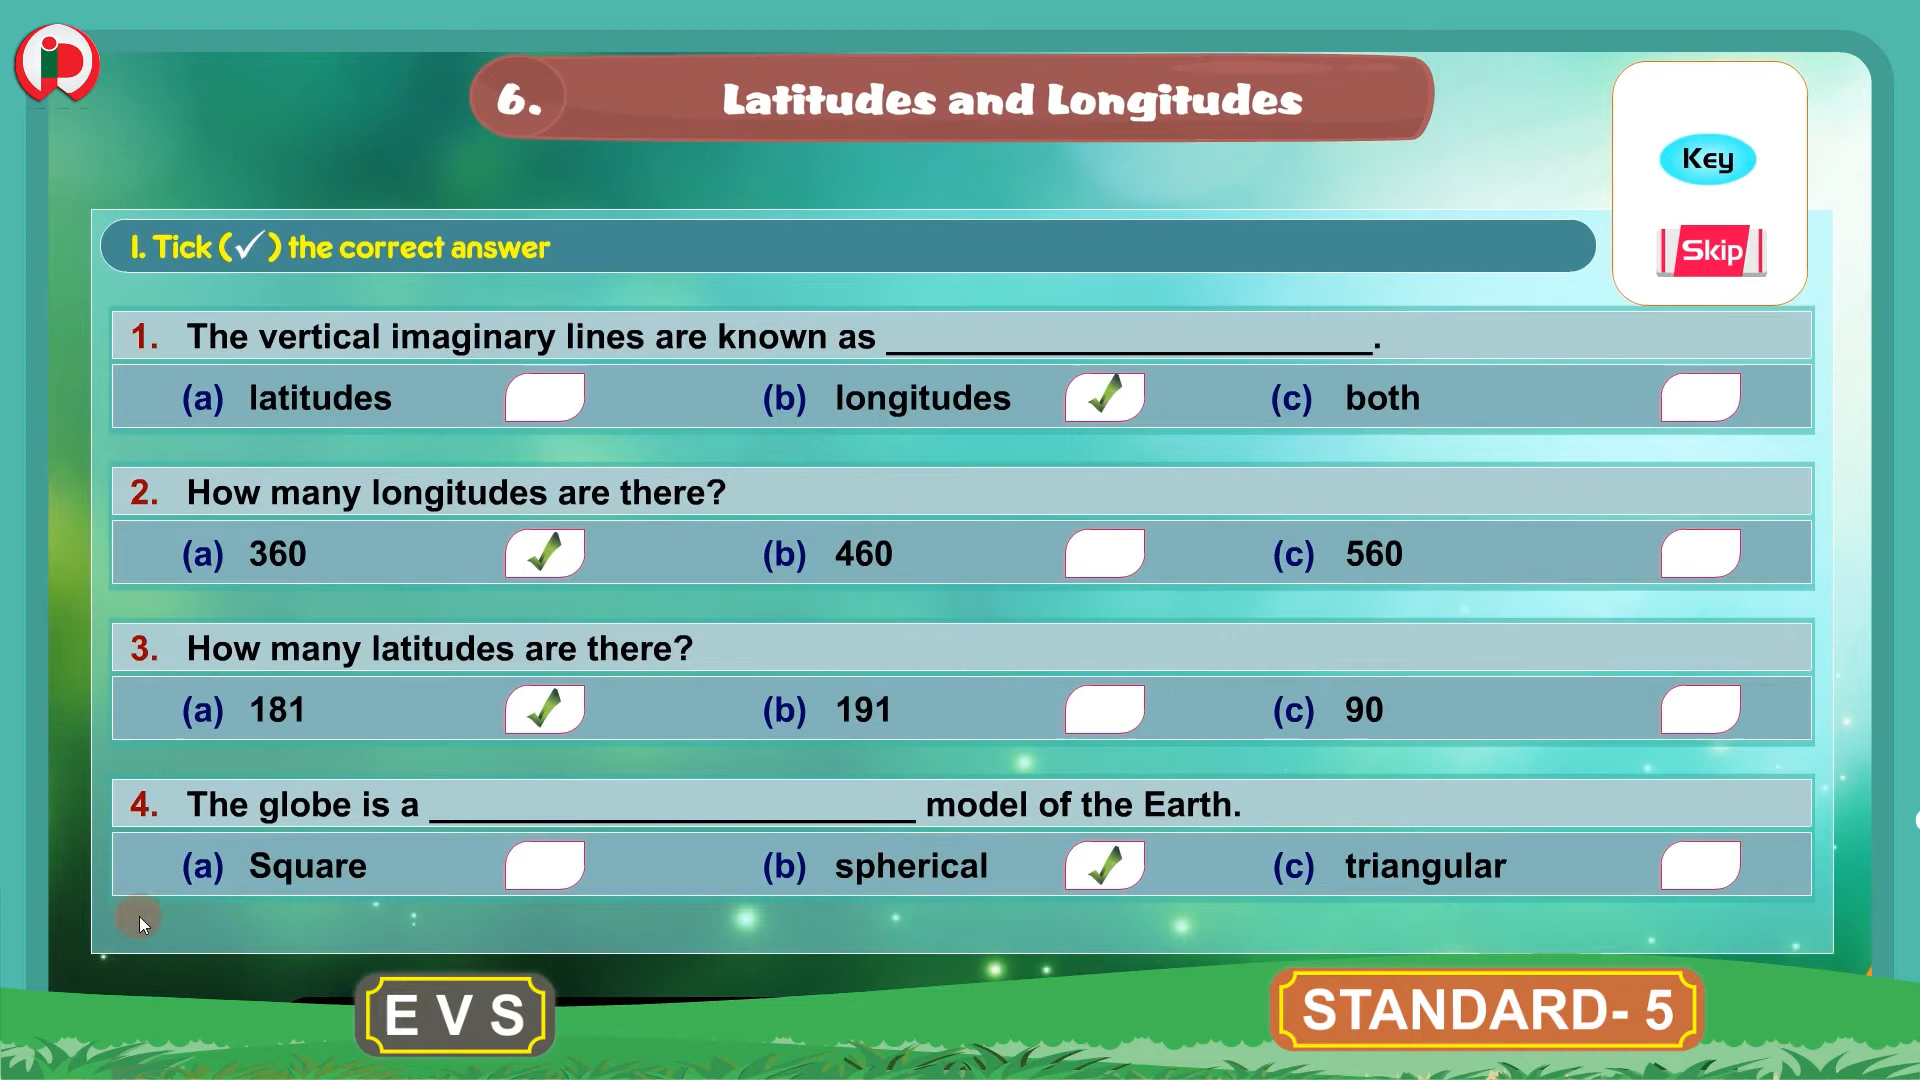 6. Latitudes and Longitudes
Key
Skip
I. Tick (✓) the correct answer
1. The vertical imaginary lines are known as _________________________.
(a) latitudes (b) longitudes ✓ (c) both
2. How many longitudes are there?
(a) 360 ✓ (b) 460 (c) 560
3. How many latitudes are there?
(a) 181 ✓ (b) 191 (c) 90
4. The globe is a _________________________ model of the Earth.
(a) Square (b) spherical ✓ (c) triangular
E V S
STANDARD- 5